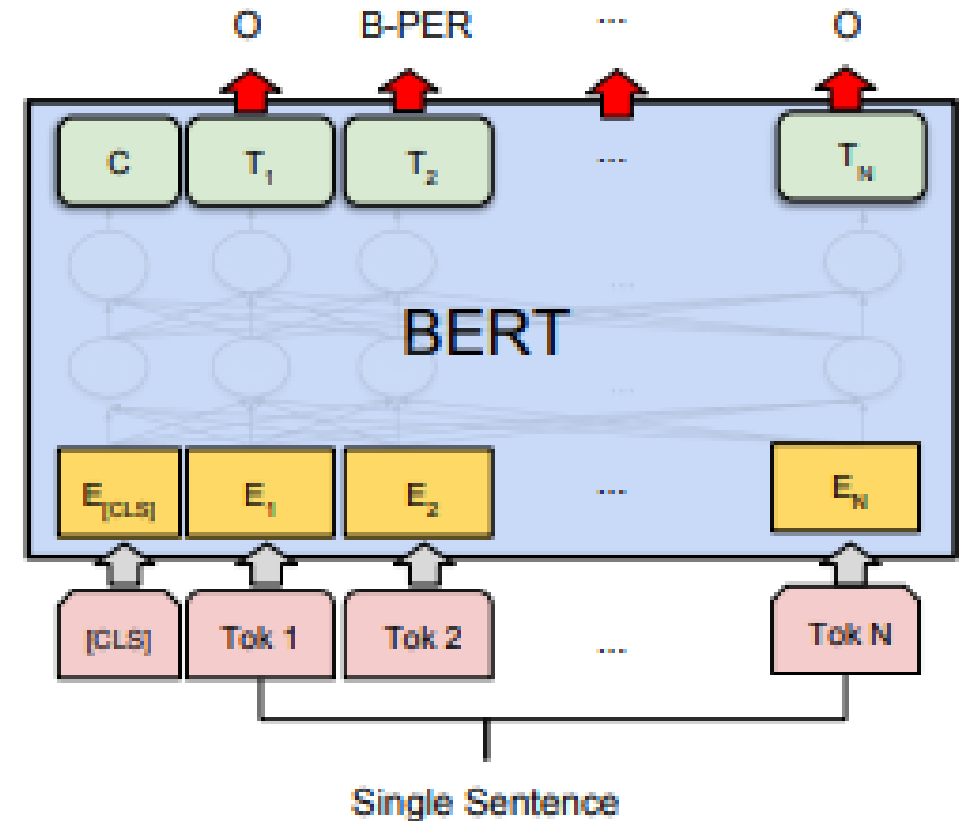 O B-PER ... O
C T1 T2 ... TN
...
BERT
...
E[CLS] E1 E2 ... EN
[CLS] Tok 1 Tok 2 ... Tok N
Single Sentence